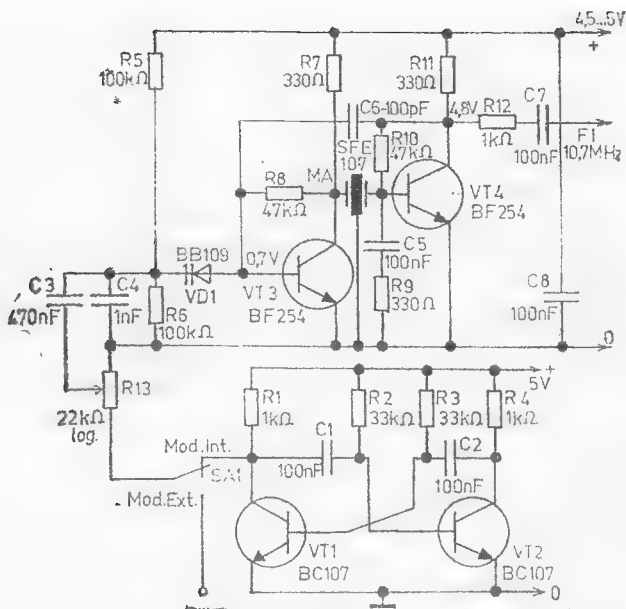 4,5...5V
+
R5
100kΩ
R7
330Ω
R11
330Ω
C6-100pF
4,8V
R12
1kΩ
C7
100nF
F1
10,7MHz
SFE
107
R10
47kΩ
MA
R8
47kΩ
VT4
BF254
BB109
VD1
0,7V
VT3
BF254
C5
100nF
R9
330Ω
C8
100nF
C3
470nF
C4
1nF
R6
100kΩ
0
R13
22kΩ
log.
+
5V
R1
1kΩ
R2
33kΩ
R3
33kΩ
R4
1kΩ
C1
100nF
C2
100nF
Mod.Int.
SA1
Mod.Ext.
VT1
BC107
VT2
BC107
0